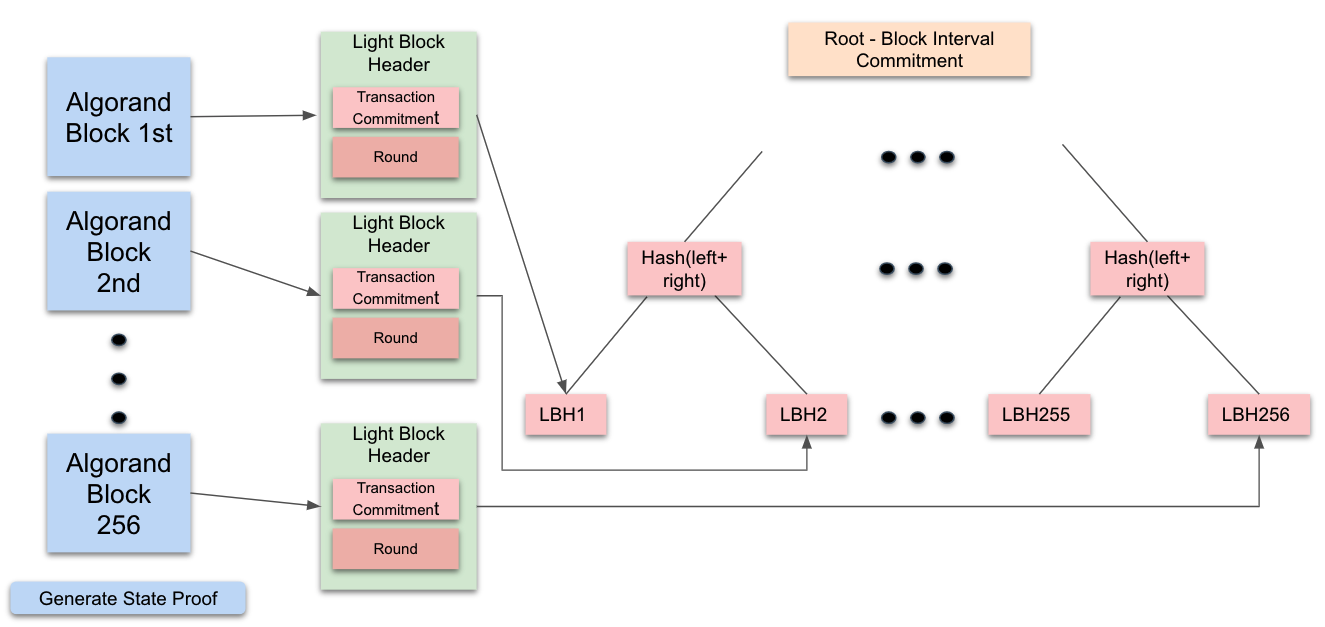 Root - Block Interval
Commitment
Algorand
Block 1st
Light Block
Header
Transaction
Commitment
Round
Algorand
Block
2nd
Light Block
Header
Transaction
Commitment
Round
Hash(left+
right)
Hash(left+
right)
LBH1
LBH2
LBH255
LBH256
Algorand
Block
256
Light Block
Header
Transaction
Commitment
Round
Generate State Proof